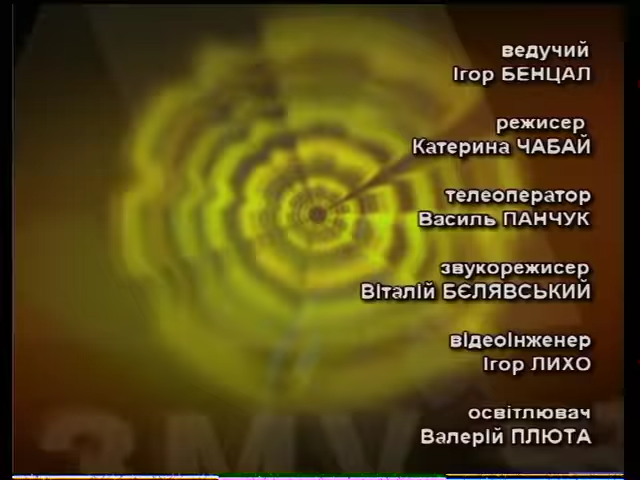 ведучий
Ігор БЕНЦАЛ
режисер
Катерина ЧАБАЙ
телеоператор
Василь ПАНЧУК
звукорежисер
Віталій БЄЛЯВСЬКИЙ
відеоінженер
Ігор ЛИХО
освітлювач
Валерій ПЛЮТА